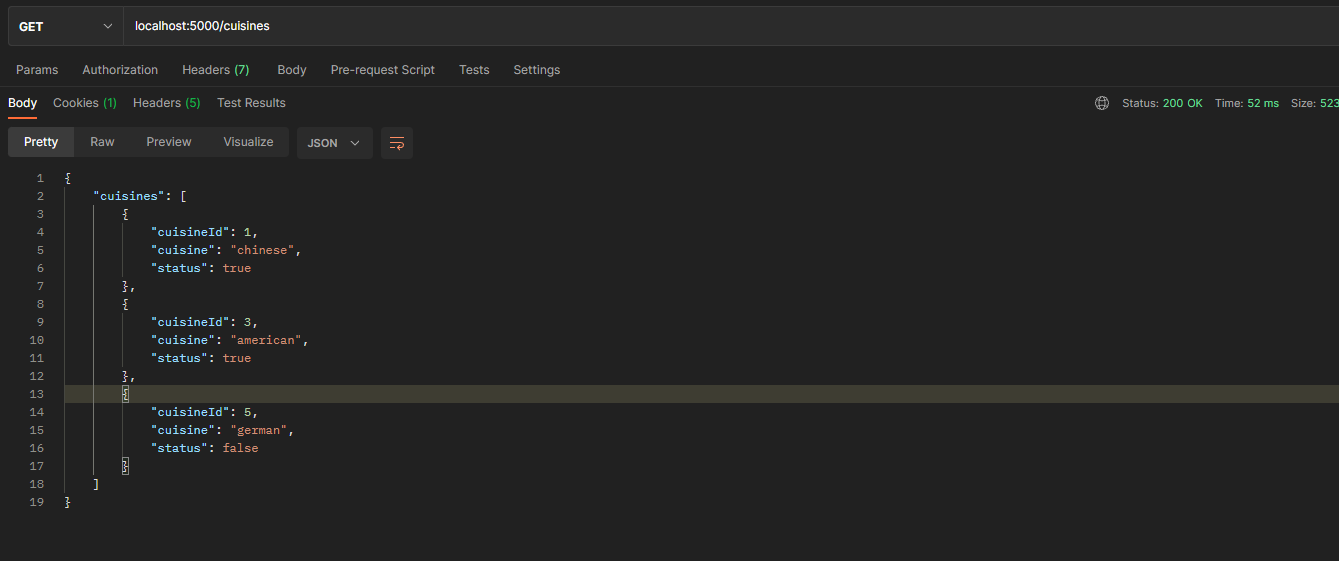 GET localhost:5000/cuisines
Params Authorization Headers (7) Body Pre-request Script Tests Settings
Body Cookies (1) Headers (5) Test Results Status: 200 OK Time: 52 ms Size: 523
Pretty Raw Preview Visualize JSON
1 {
2 "cuisines": [
3 {
4 "cuisineId": 1,
5 "cuisine": "chinese",
6 "status": true
7 },
8 {
9 "cuisineId": 3,
10 "cuisine": "american",
11 "status": true
12 },
13 {
14 "cuisineId": 5,
15 "cuisine": "german",
16 "status": false
17 }
18 ]
19 }